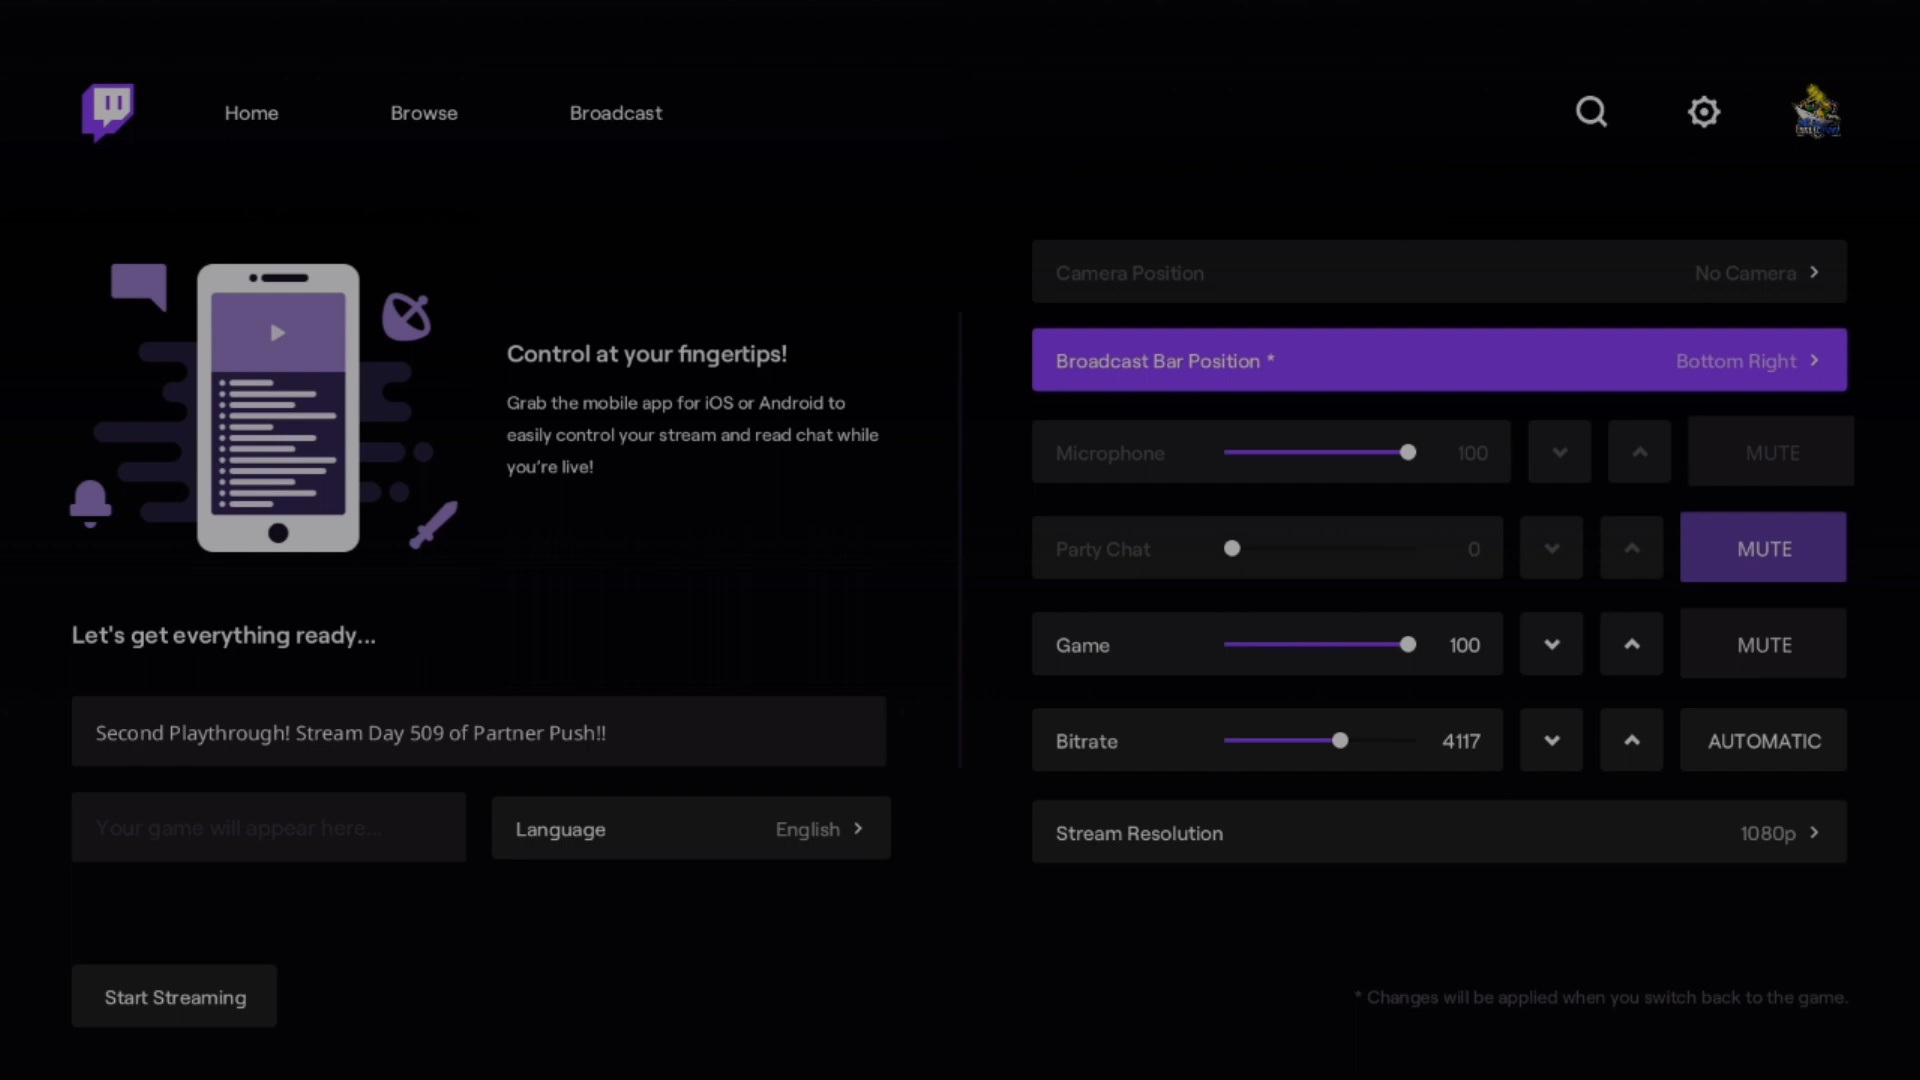 Home
Browse
Broadcast
Control at your fingertips!
Grab the mobile app for iOS or Android to
easily control your stream and read chat while
you're live!
Let's get everything ready...
Second Playthrough! Stream Day 509 of Partner Push!!
Your game will appear here...
Language English
Start Streaming
Camera Position No Camera
Broadcast Bar Position * Bottom Right
Microphone 100 MUTE
Party Chat 0 MUTE
Game 100 MUTE
Bitrate 4117 AUTOMATIC
Stream Resolution 1080p
* Changes will be applied when you switch back to the game.